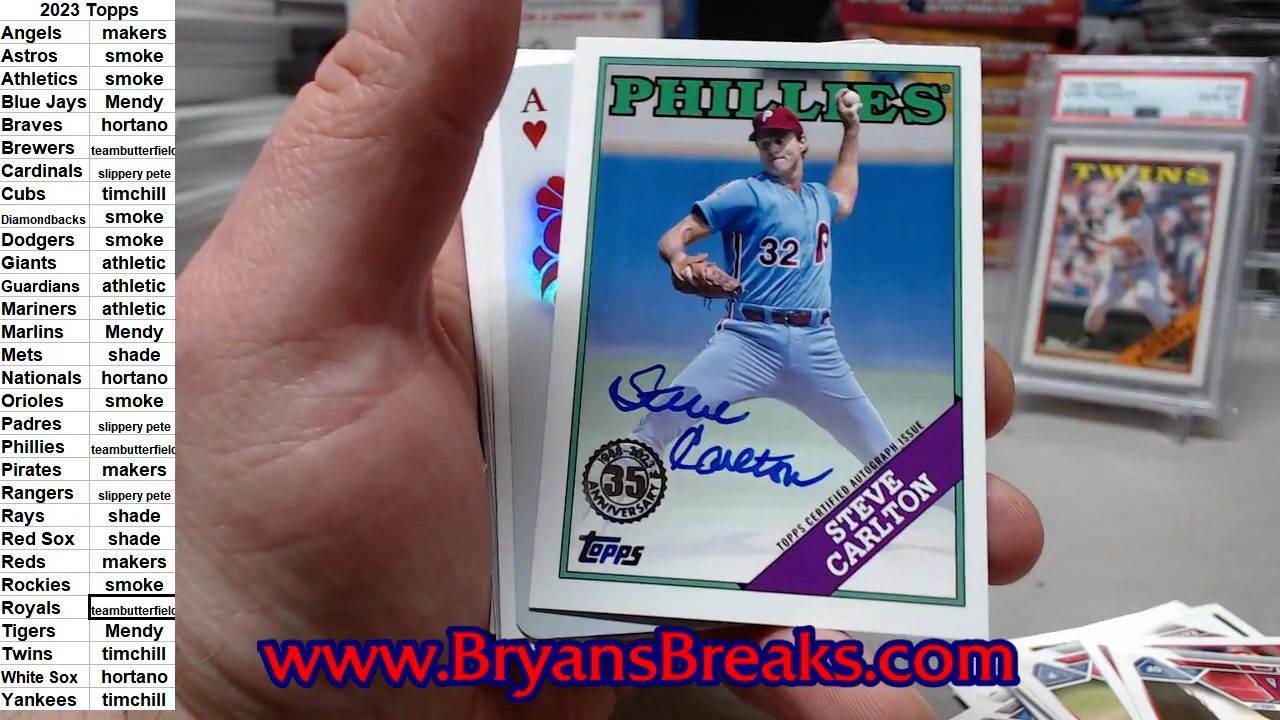 2023 Topps
Angels makers
Astros smoke
Athletics smoke
Blue Jays Mendy
Braves hortano
Brewers teambutterfield
Cardinals slippery pete
Cubs timchill
Diamondbacks smoke
Dodgers smoke
Giants athletic
Guardians athletic
Mariners athletic
Marlins Mendy
Mets shade
Nationals hortano
Orioles smoke
Padres slippery pete
Phillies teambutterfield
Pirates makers
Rangers slippery pete
Rays shade
Red Sox shade
Reds makers
Rockies smoke
Royals teambutterfield
Tigers Mendy
Twins timchill
White Sox hortano
Yankees timchill
A
PHILLIES
P
32 P
Steve
Carlton
1988-2023
35
ANNIVERSARY
Topps
TOPPS CERTIFIED AUTOGRAPH ISSUE
STEVE
CARLTON
TWINS
www.BryansBreaks.com